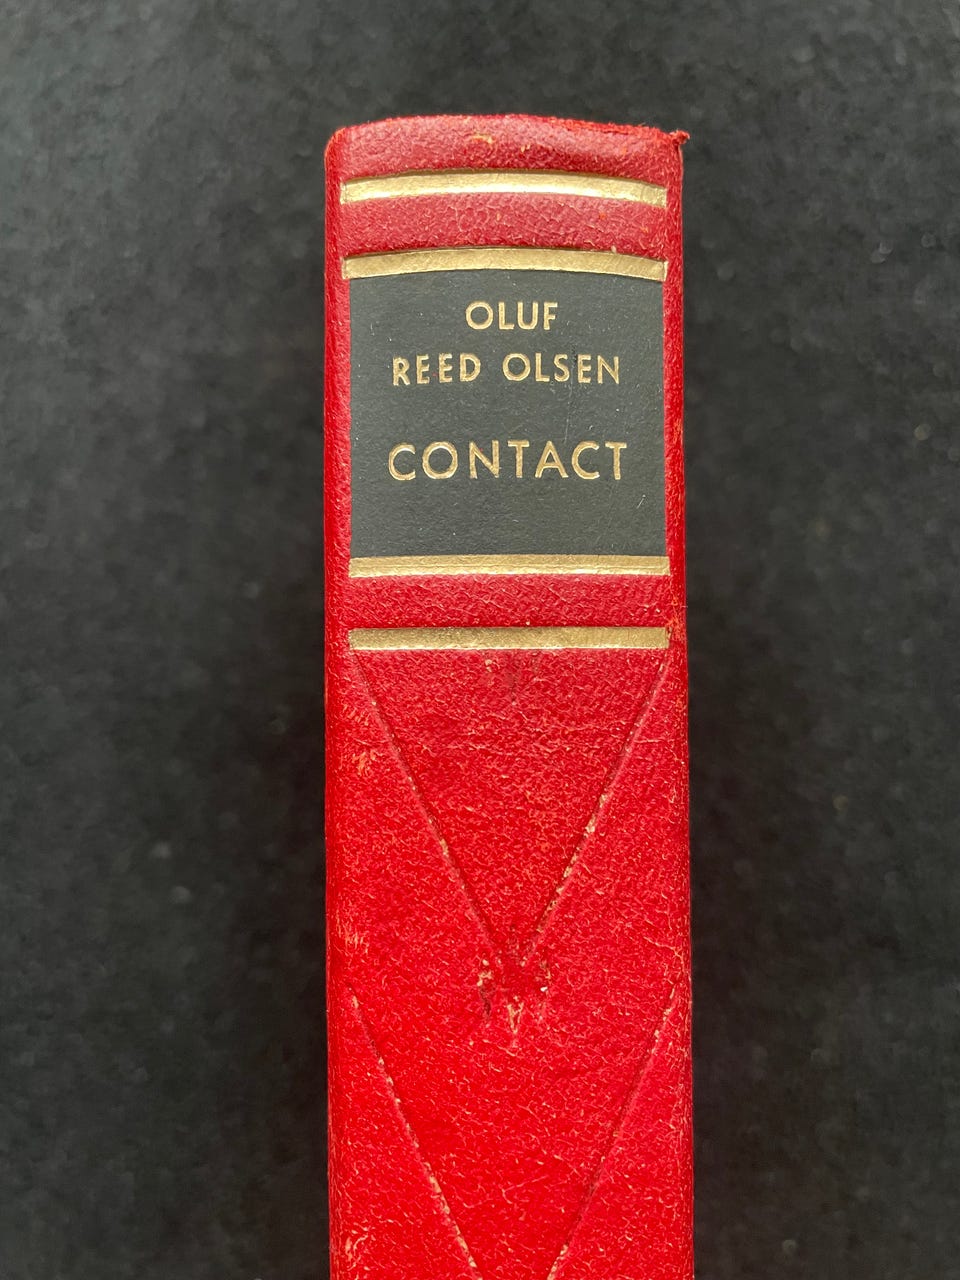 OLUF
REED OLSEN
CONTACT